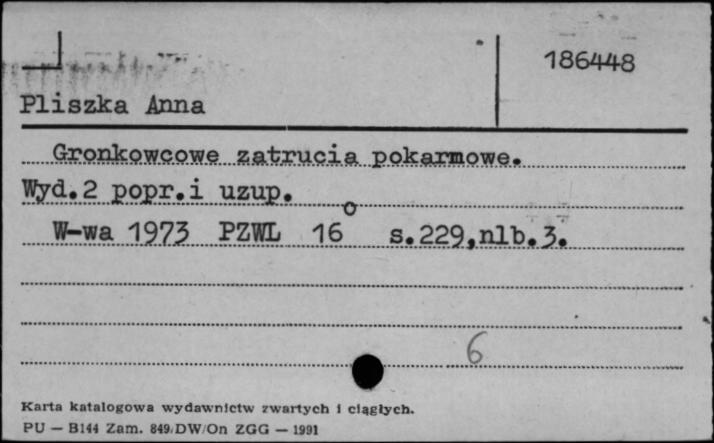 186448
Pliszka Anna
Gronkowcowe zatrucia pokarmowe.
Wyd.2 popr.i uzup.
W-wa 1973 PZWL 16° s.229,nlb.3.
6
Karta katalogowa wydawnictw zwartych i ciągłych.
PU — B144 Zam. 849/DW/On ZGG — 1991